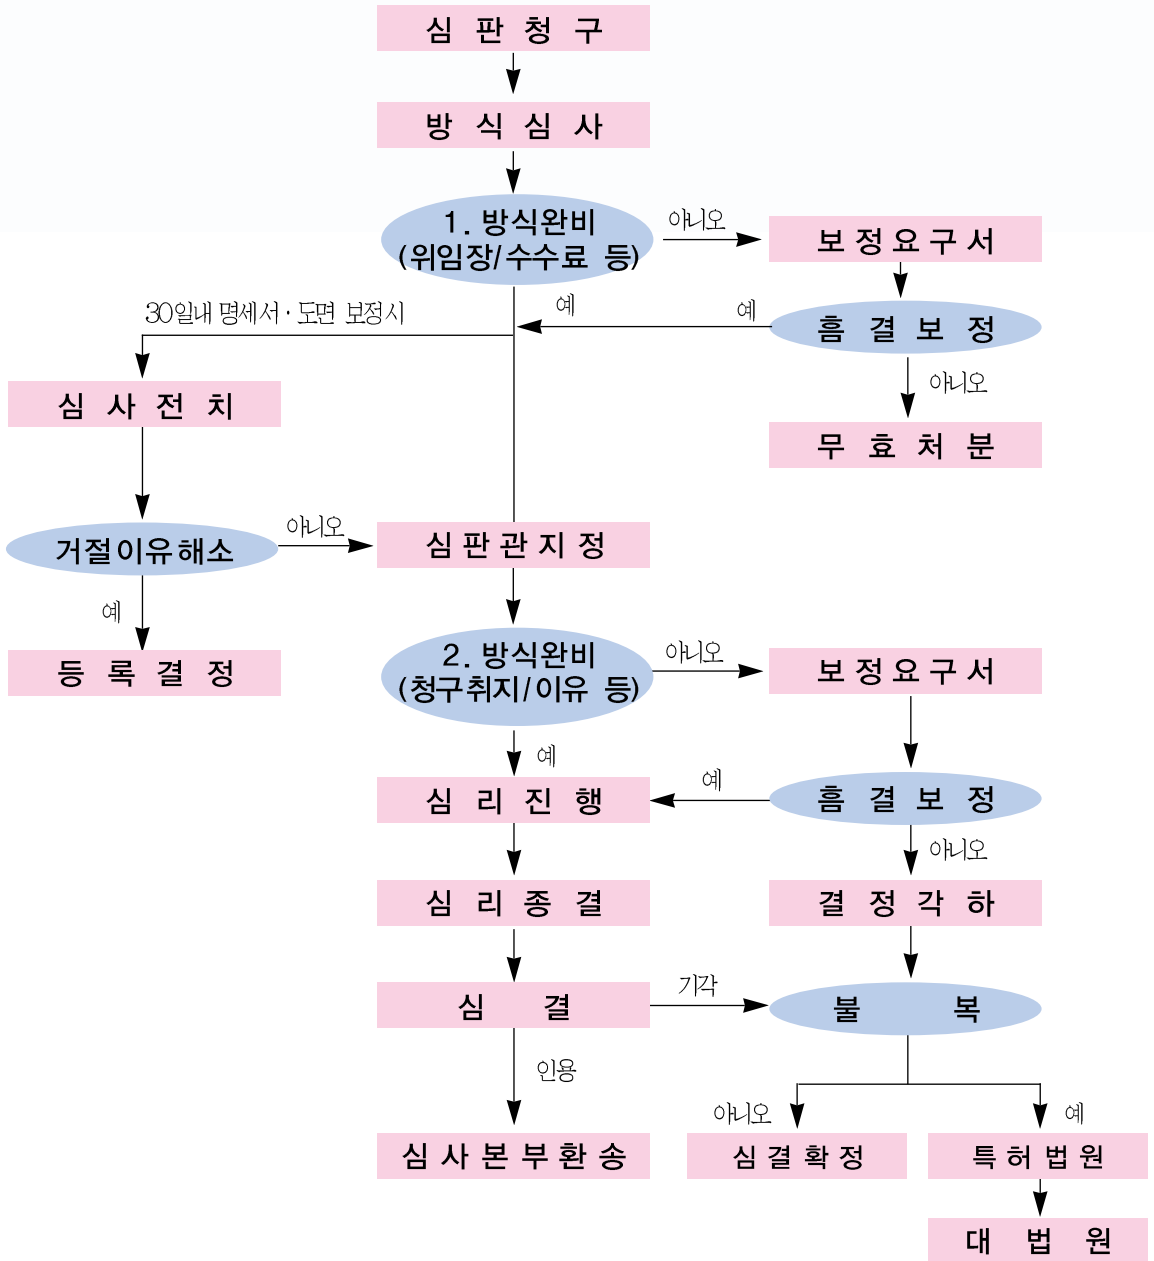 심판청구
방식심사
1. 방식완비
(위임장/수수료 등)
아니오
보정요구서
예
예
흠결보정
30일내 명세서·도면 보정시
아니오
심사전치
무효처분
거절이유해소
아니오
심판관지정
예
등록결정
2. 방식완비
(청구취지/이유 등)
아니오
보정요구서
예
심리진행
예
흠결보정
아니오
심리종결
결정각하
심결
기각
불복
인용
아니오
예
심사본부환송
심결확정
특허법원
대법원